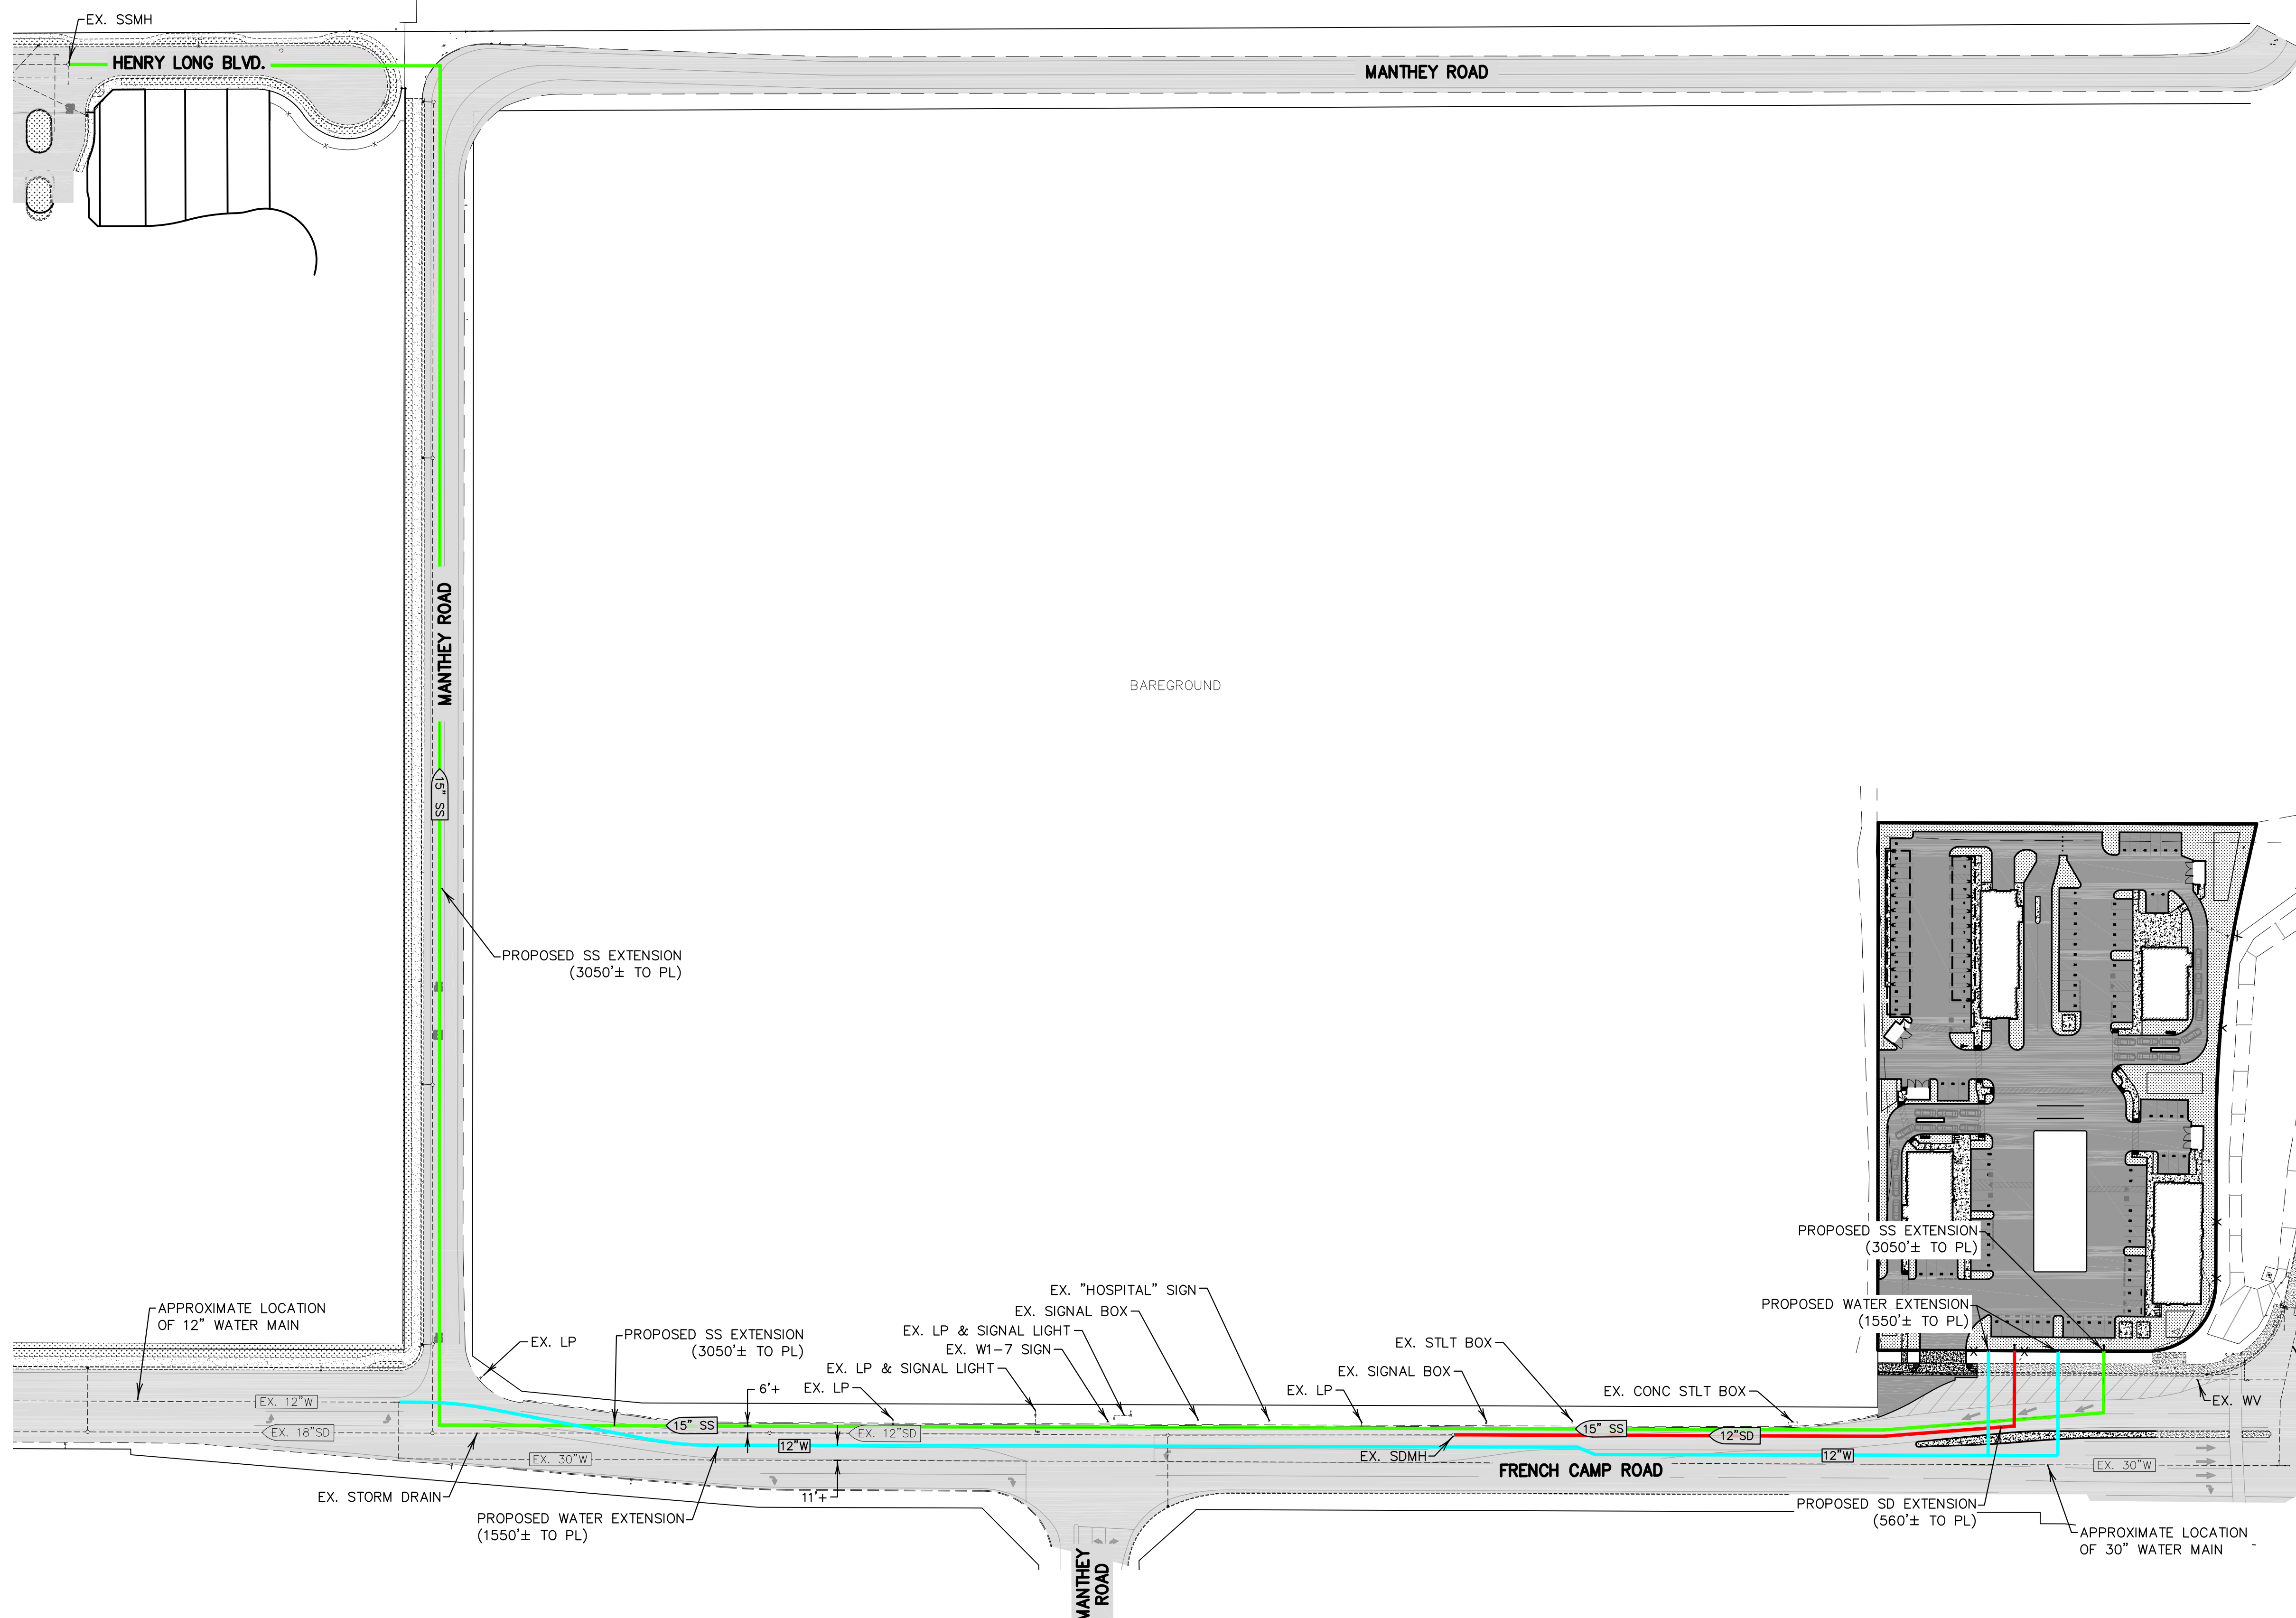 EX. SSMH
HENRY LONG BLVD.
MANTHEY ROAD
MANTHEY ROAD
BAREGROUND
15" SS
PROPOSED SS EXTENSION
(3050'± TO PL)
PROPOSED SS EXTENSION
(3050'± TO PL)
PROPOSED WATER EXTENSION
(1550'± TO PL)
APPROXIMATE LOCATION
OF 12" WATER MAIN
EX. LP
PROPOSED SS EXTENSION
(3050'± TO PL)
EX. "HOSPITAL" SIGN
EX. SIGNAL BOX
EX. LP & SIGNAL LIGHT
EX. W1-7 SIGN
EX. LP & SIGNAL LIGHT
EX. LP
6'±
EX. STLT BOX
EX. SIGNAL BOX
EX. LP
EX. CONC STLT BOX
EX. WV
EX. 12"W
EX. 18"SD
15" SS
EX. 12"SD
12"W
15" SS
12"SD
EX. SDMH
12"W
EX. 30"W
EX. 30"W
FRENCH CAMP ROAD
EX. STORM DRAIN
11'±
PROPOSED WATER EXTENSION
(1550'± TO PL)
PROPOSED SD EXTENSION
(560'± TO PL)
APPROXIMATE LOCATION
OF 30" WATER MAIN
MANTHEY
ROAD